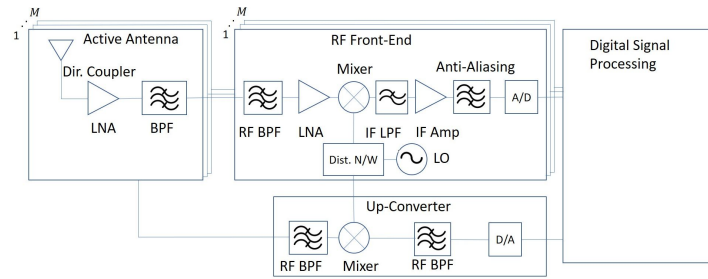 M
1
Active Antenna
Dir. Coupler
LNA
BPF
M
1
RF Front-End
Mixer
Anti-Aliasing
A/D
RF BPF
LNA
IF LPF
IF Amp
Dist. N/W
LO
Digital Signal
Processing
Up-Converter
D/A
RF BPF
Mixer
RF BPF